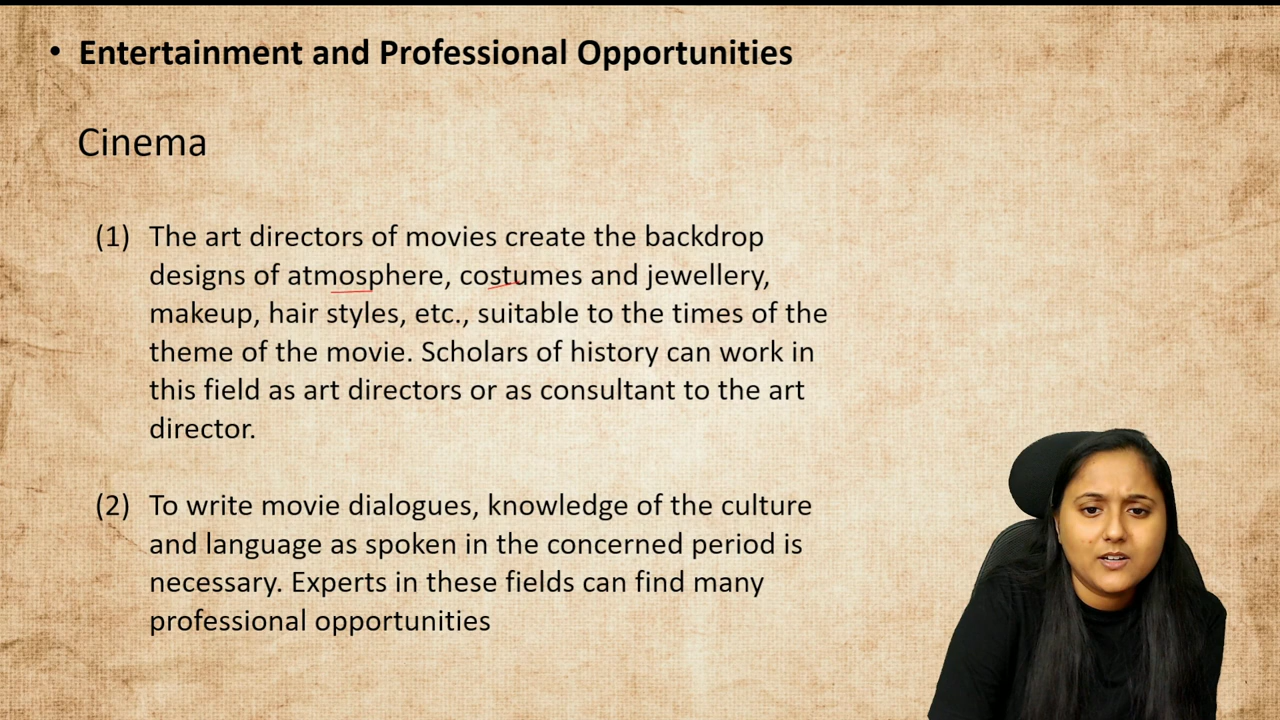 • Entertainment and Professional Opportunities
Cinema
(1) The art directors of movies create the backdrop
designs of atmosphere, costumes and jewellery,
makeup, hair styles, etc., suitable to the times of the
theme of the movie. Scholars of history can work in
this field as art directors or as consultant to the art
director.
(2) To write movie dialogues, knowledge of the culture
and language as spoken in the concerned period is
necessary. Experts in these fields can find many
professional opportunities